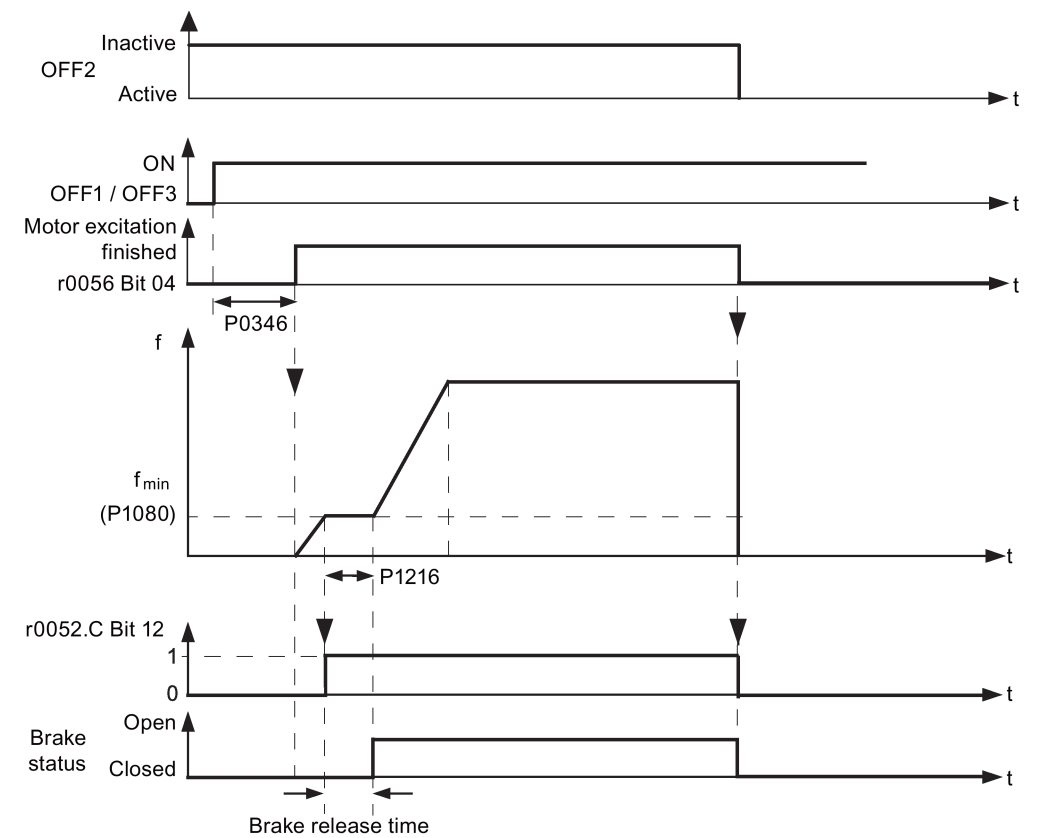 Inactive
OFF2
Active
t
ON
OFF1 / OFF3
t
Motor excitation
finished
r0056 Bit 04
t
P0346
f
fmin
(P1080)
t
P1216
r0052.C Bit 12
1
0
t
Open
Brake
status
Closed
t
Brake release time